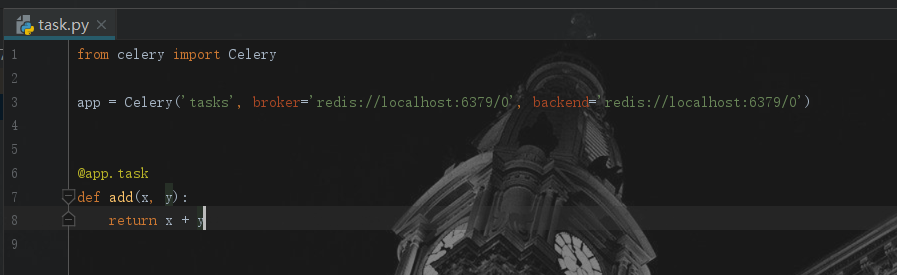 task.py
1 from celery import Celery
2
3 app = Celery('tasks', broker='redis://localhost:6379/0', backend='redis://localhost:6379/0')
4
5
6 @app.task
7 def add(x, y):
8     return x + y
9